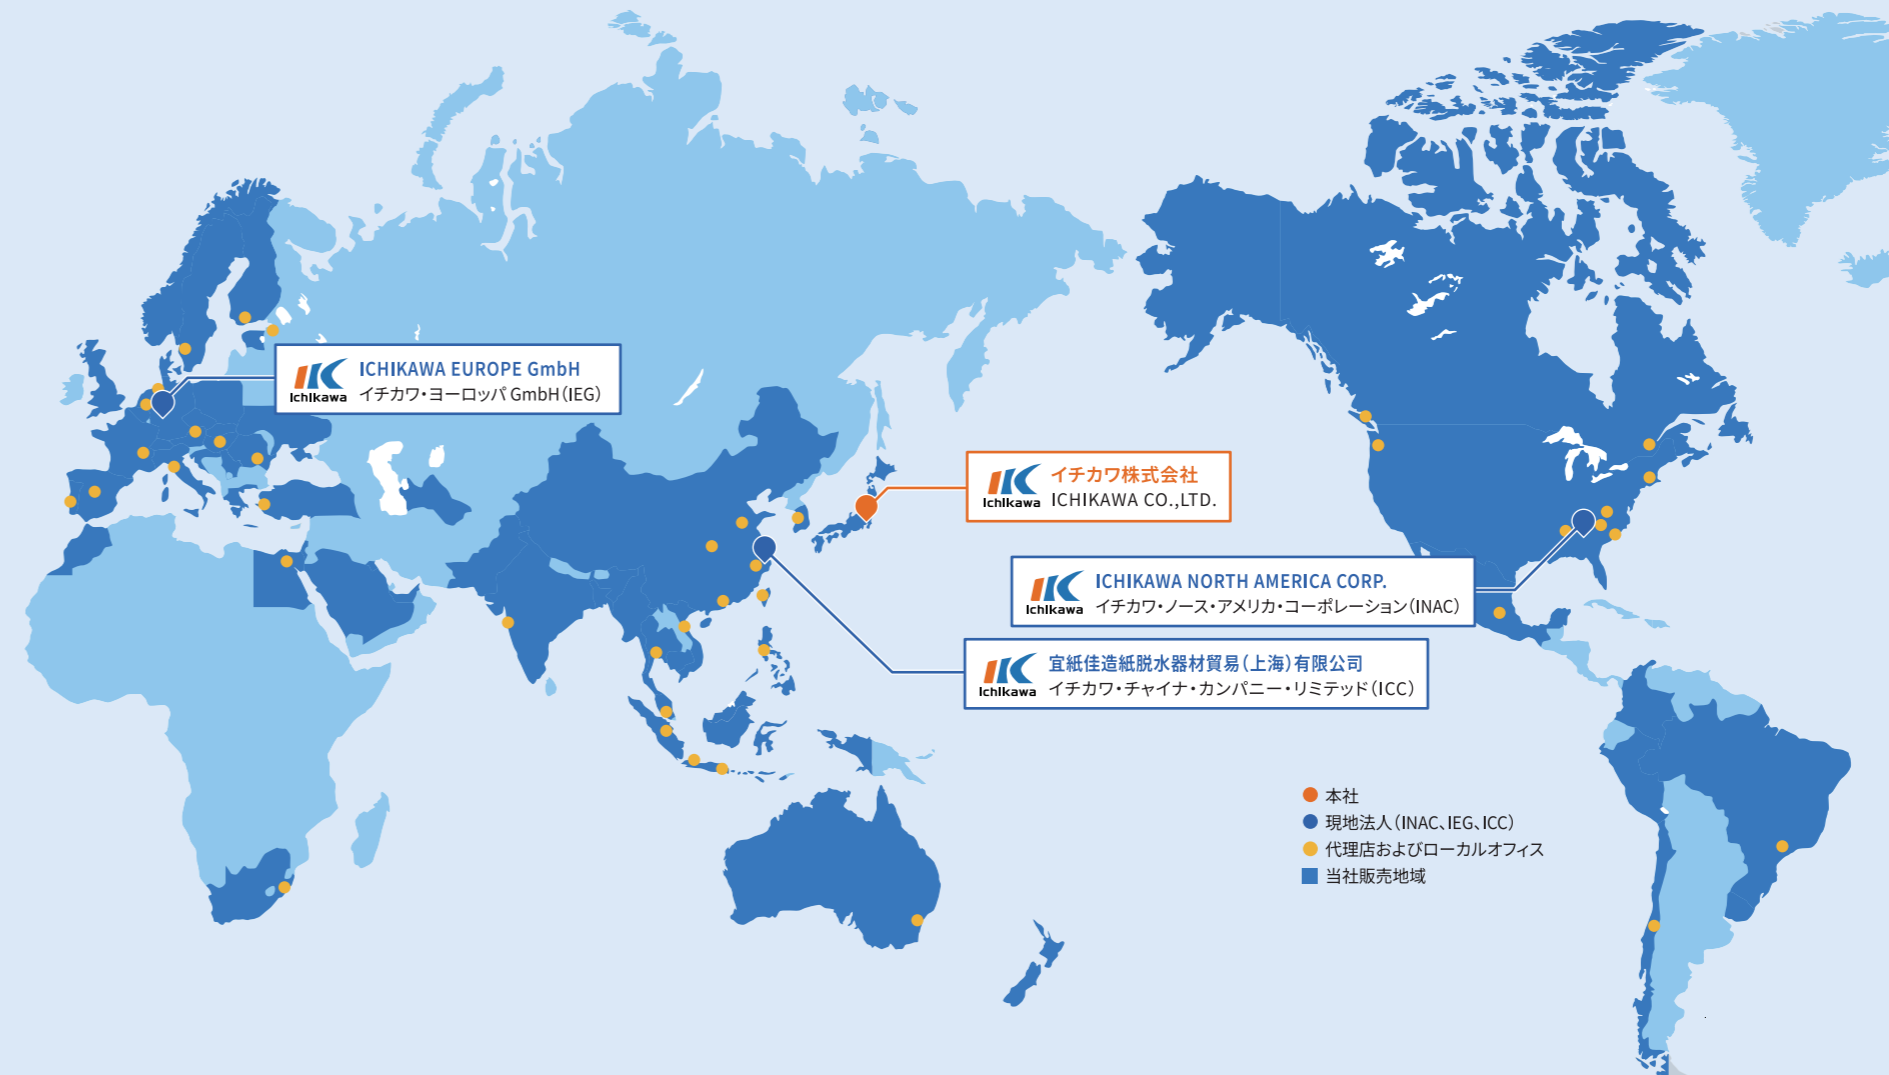 IchIkawa
ICHIKAWA EUROPE GmbH
イチカワ・ヨーロッパ GmbH（IEG）
IchIkawa
イチカワ株式会社
ICHIKAWA CO.,LTD.
IchIkawa
ICHIKAWA NORTH AMERICA CORP.
イチカワ・ノース・アメリカ・コーポレーション（INAC）
IchIkawa
宜紙佳造紙脱水器材貿易（上海）有限公司
イチカワ・チャイナ・カンパニー・リミテッド（ICC）
本社
現地法人（INAC、IEG、ICC）
代理店およびローカルオフィス
当社販売地域